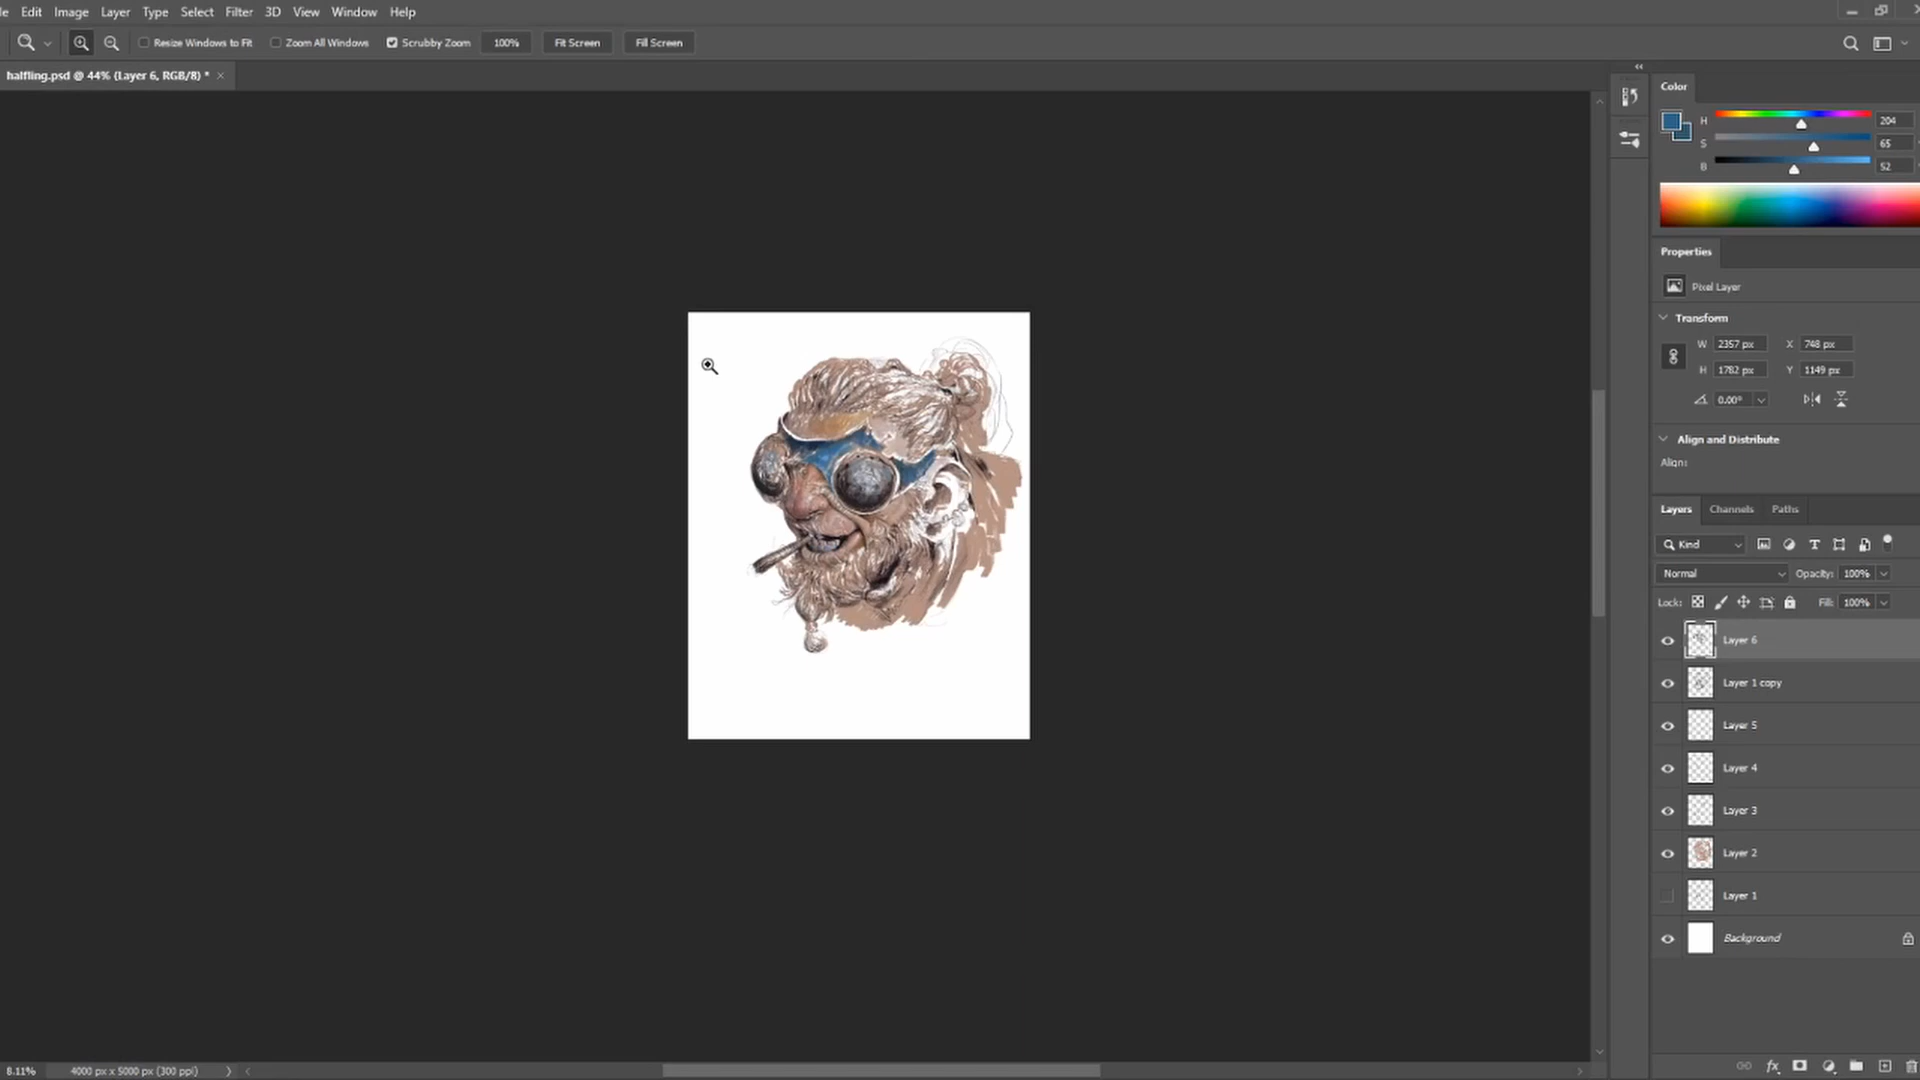 Edit Image Layer Type Select Filter 3D View Window Help
Resize Windows to Fit Zoom All Windows Scrubby Zoom 100% Fit Screen Fill Screen
halfling.psd @ 44% (Layer 6, RGB/8) * ×
Color
H 204
S 65
B 52
Properties
Pixel Layer
Transform
W 2357 px X 748 px
H 1782 px Y 1149 px
0.00°
Align and Distribute
Align:
Layers Channels Paths
Kind
Normal Opacity: 100%
Lock: Fill: 100%
Layer 6
Layer 1 copy
Layer 5
Layer 4
Layer 3
Layer 2
Layer 1
Background
fx
8.11% 4000 px x 5000 px (300 ppi)